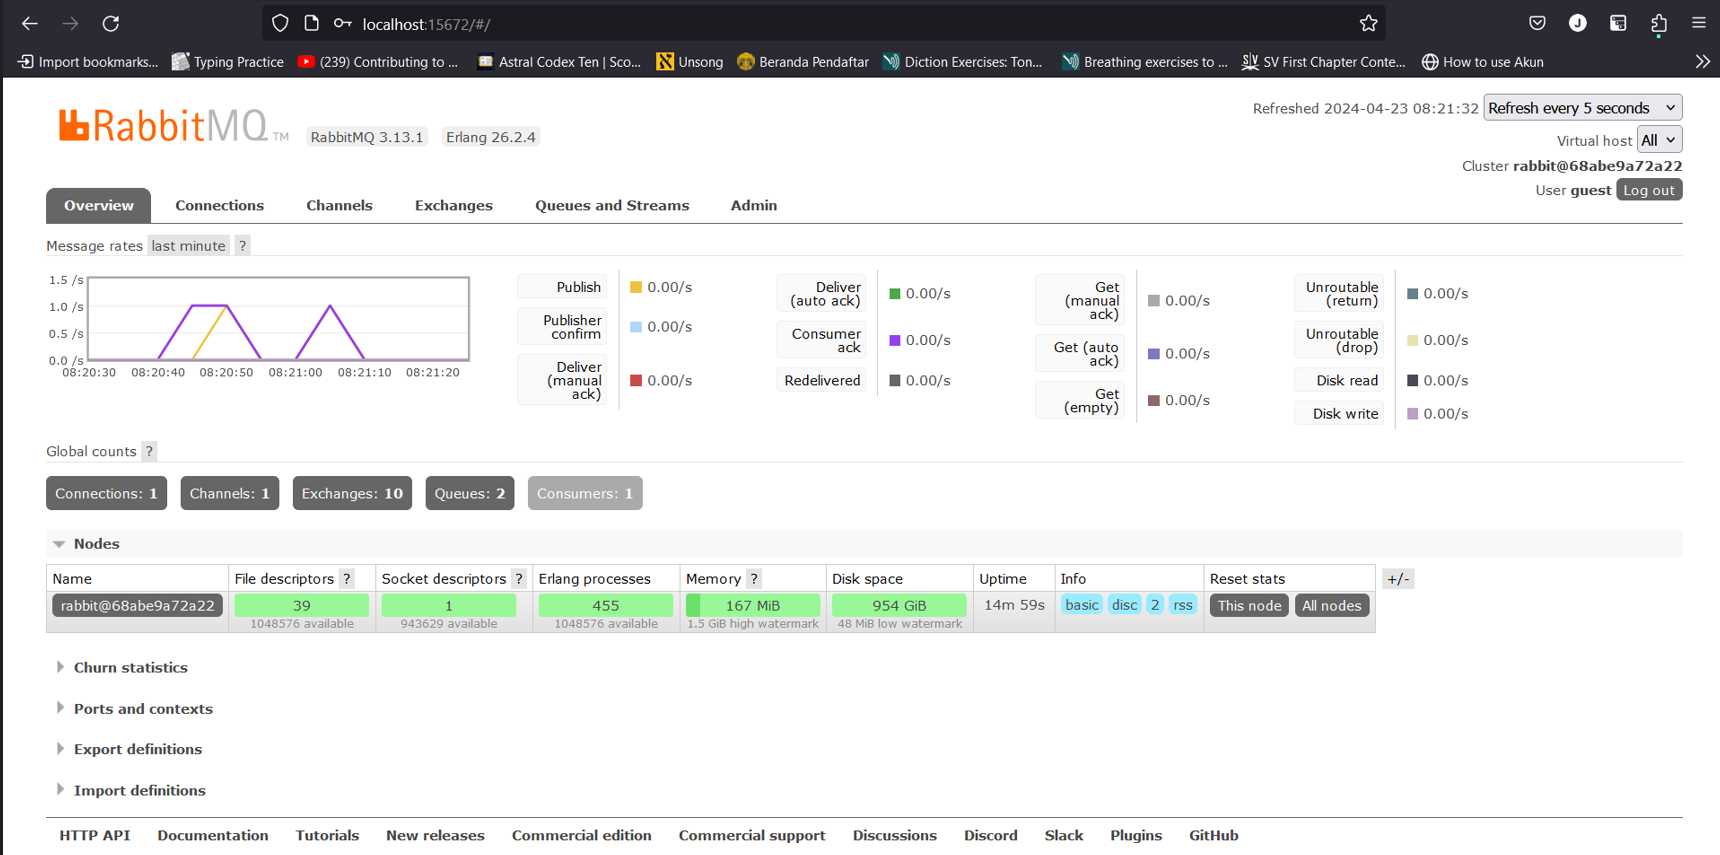 localhost:15672/#/
Import bookmarks... Typing Practice (239) Contributing to ... Astral Codex Ten | Sco... Unsong Beranda Pendaftar Diction Exercises: Ton... Breathing exercises to ... SV First Chapter Conte... How to use Akun
RabbitMQ TM RabbitMQ 3.13.1 Erlang 26.2.4
Refreshed 2024-04-23 08:21:32 Refresh every 5 seconds
Virtual host All
Cluster rabbit@68abe9a72a22
User guest Log out
Overview Connections Channels Exchanges Queues and Streams Admin
Message rates last minute ?
1.5 /s
1.0 /s
0.5 /s
0.0 /s
08:20:30 08:20:40 08:20:50 08:21:00 08:21:10 08:21:20
Publish 0.00/s
Publisher
confirm 0.00/s
Deliver
(manual
ack) 0.00/s
Deliver
(auto ack) 0.00/s
Consumer
ack 0.00/s
Redelivered 0.00/s
Get
(manual
ack) 0.00/s
Get (auto
ack) 0.00/s
Get
(empty) 0.00/s
Unroutable
(return) 0.00/s
Unroutable
(drop) 0.00/s
Disk read 0.00/s
Disk write 0.00/s
Global counts ?
Connections: 1 Channels: 1 Exchanges: 10 Queues: 2 Consumers: 1
Nodes
Name File descriptors ? Socket descriptors ? Erlang processes Memory ? Disk space Uptime Info Reset stats +/-
rabbit@68abe9a72a22 39 1 455 167 MiB 954 GiB 14m 59s basic disc 2 rss This node All nodes
1048576 available 943629 available 1048576 available 1.5 GiB high watermark 48 MiB low watermark
Churn statistics
Ports and contexts
Export definitions
Import definitions
HTTP API Documentation Tutorials New releases Commercial edition Commercial support Discussions Discord Slack Plugins GitHub